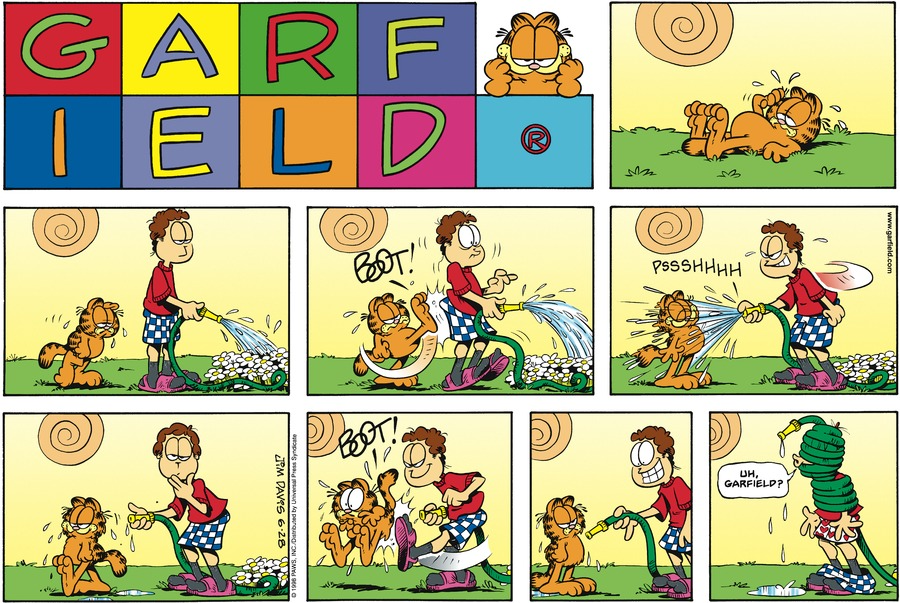 GARF
IELD ®
BOOT!
PSSSHHHH
www.garfield.com
© 1998 PAWS, INC./Distributed by Universal Press Syndicate
JIM DAVIS 6·28
BOOT!
UH,
GARFIELD?